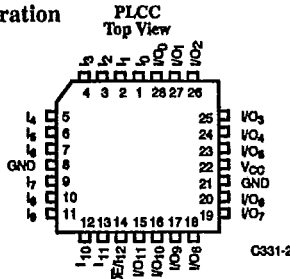 ration
PLCC
Top View
I3 I2 I1 I0 I/O0 I/O1 I/O2
4 3 2 1 28 27 26
I4 5 25 I/O3
I5 6 24 I/O4
I6 7 23 I/O5
GND 8 22 VCC
I7 9 21 GND
I8 10 20 I/O6
I9 11 19 I/O7
12 13 14 15 16 17 18
I10 I11 OE/I12 I/O11 I/O10 I/O9 I/O8
C331-2